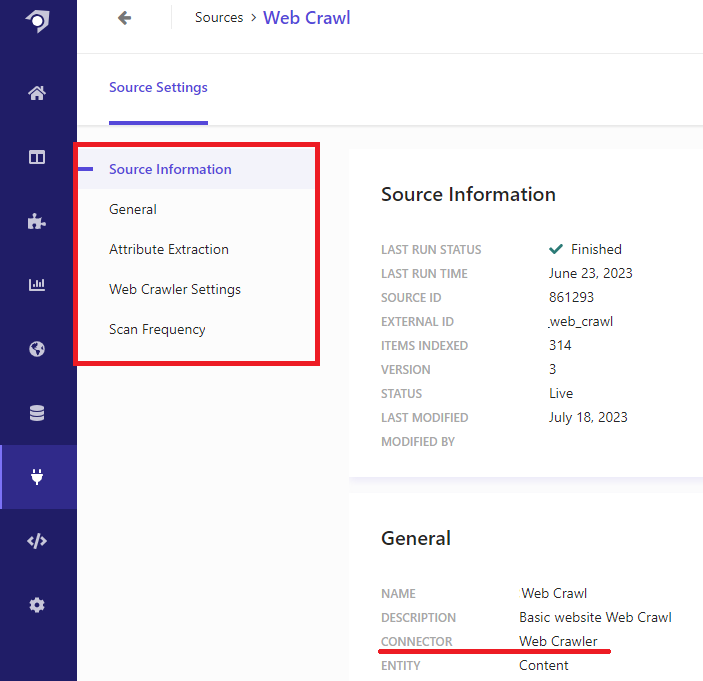 Sources > Web Crawl
Source Settings
Source Information
General
Attribute Extraction
Web Crawler Settings
Scan Frequency
Source Information
LAST RUN STATUS Finished
LAST RUN TIME June 23, 2023
SOURCE ID 861293
EXTERNAL ID _web_crawl
ITEMS INDEXED 314
VERSION 3
STATUS Live
LAST MODIFIED July 18, 2023
MODIFIED BY
General
NAME Web Crawl
DESCRIPTION Basic website Web Crawl
CONNECTOR Web Crawler
ENTITY Content